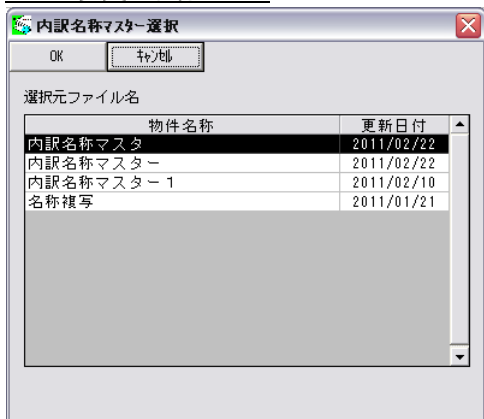 内訳名称ﾏｽﾀｰ選択
OK ｷｬﾝｾﾙ
選択元ファイル名
物件名称 更新日付
内訳名称マスタ 2011/02/22
内訳名称マスター 2011/02/22
内訳名称マスター１ 2011/02/10
名称複写 2011/01/21